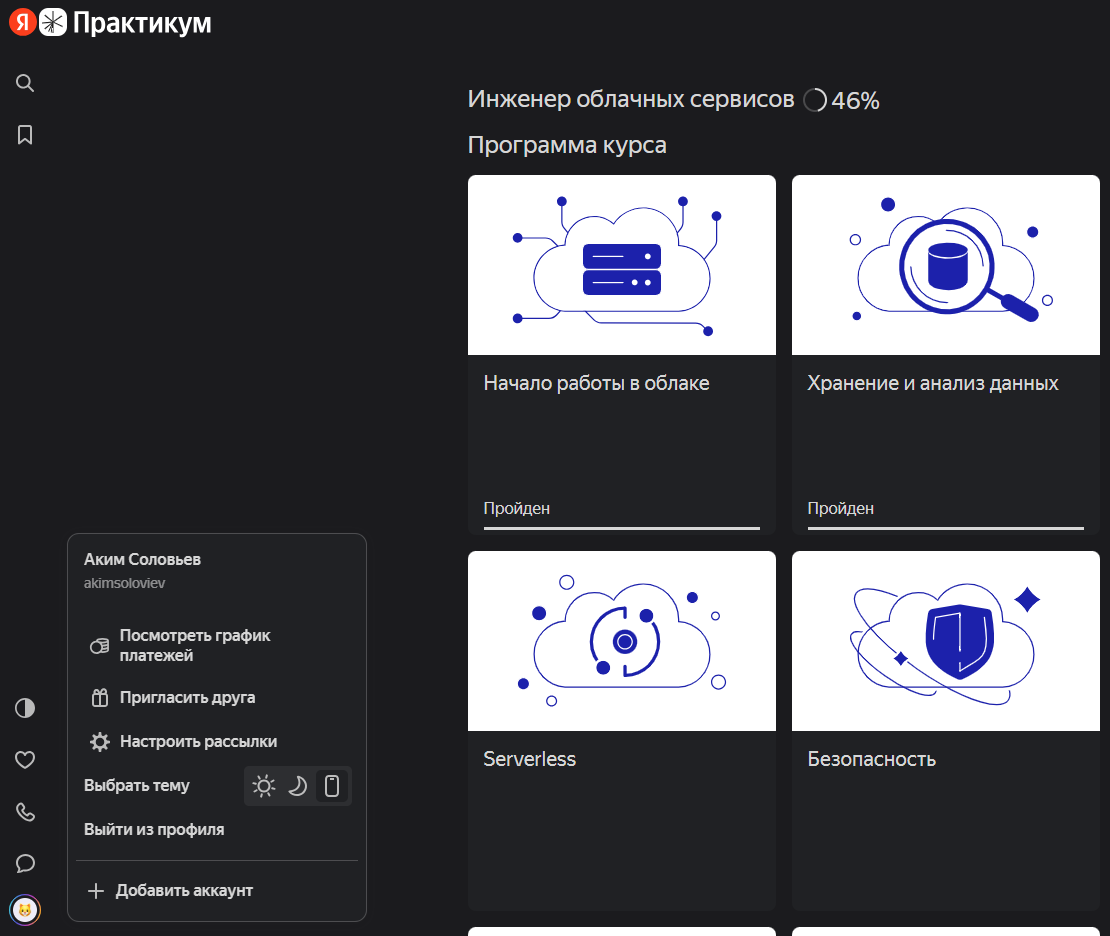 Я Практикум
Инженер облачных сервисов 46%
Программа курса
Начало работы в облаке
Пройден
Хранение и анализ данных
Пройден
Serverless
Безопасность
Аким Соловьев
akimsoloviev
Посмотреть график
платежей
Пригласить друга
Настроить рассылки
Выбрать тему
Выйти из профиля
Добавить аккаунт